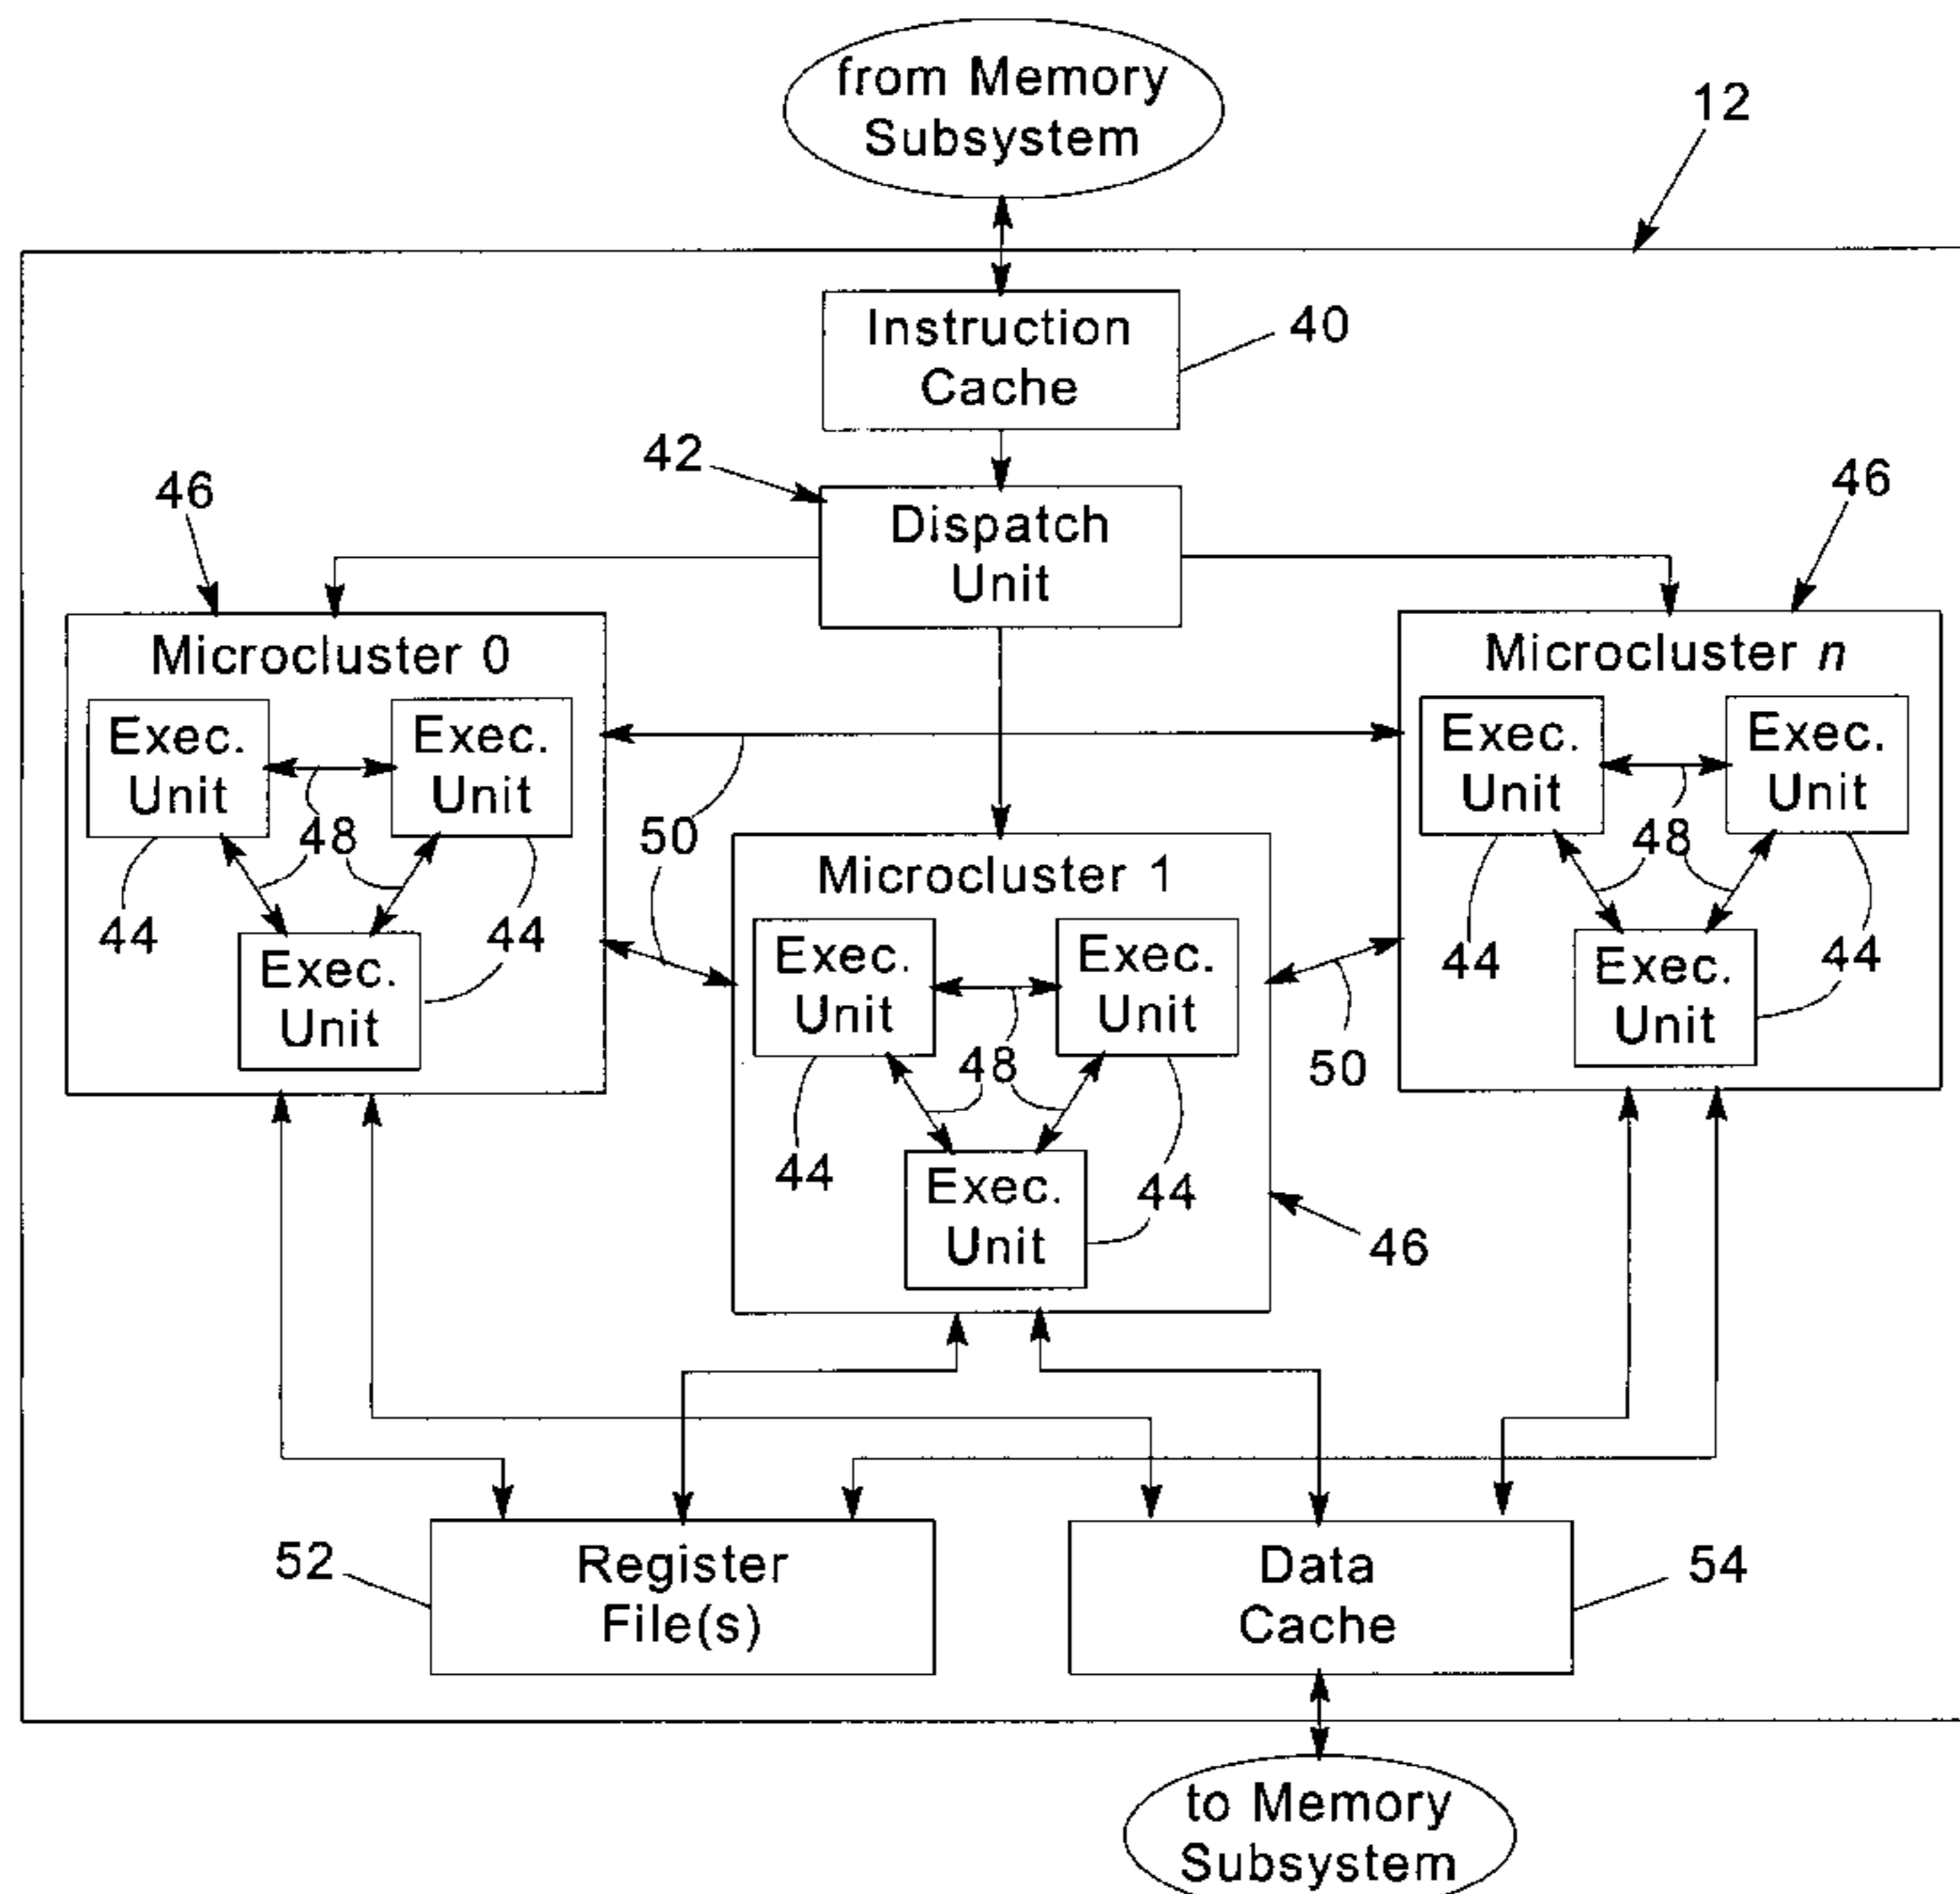 from Memory
Subsystem
12
Instruction
Cache
40
42
Dispatch
Unit
46
46
Microcluster 0
Exec.
Unit
Exec.
Unit
48
44
44
Exec.
Unit
50
Microcluster n
Exec.
Unit
Exec.
Unit
48
44
44
Exec.
Unit
Microcluster 1
Exec.
Unit
Exec.
Unit
48
50
44
44
Exec.
Unit
46
52
Register
File(s)
Data
Cache
54
to Memory
Subsystem